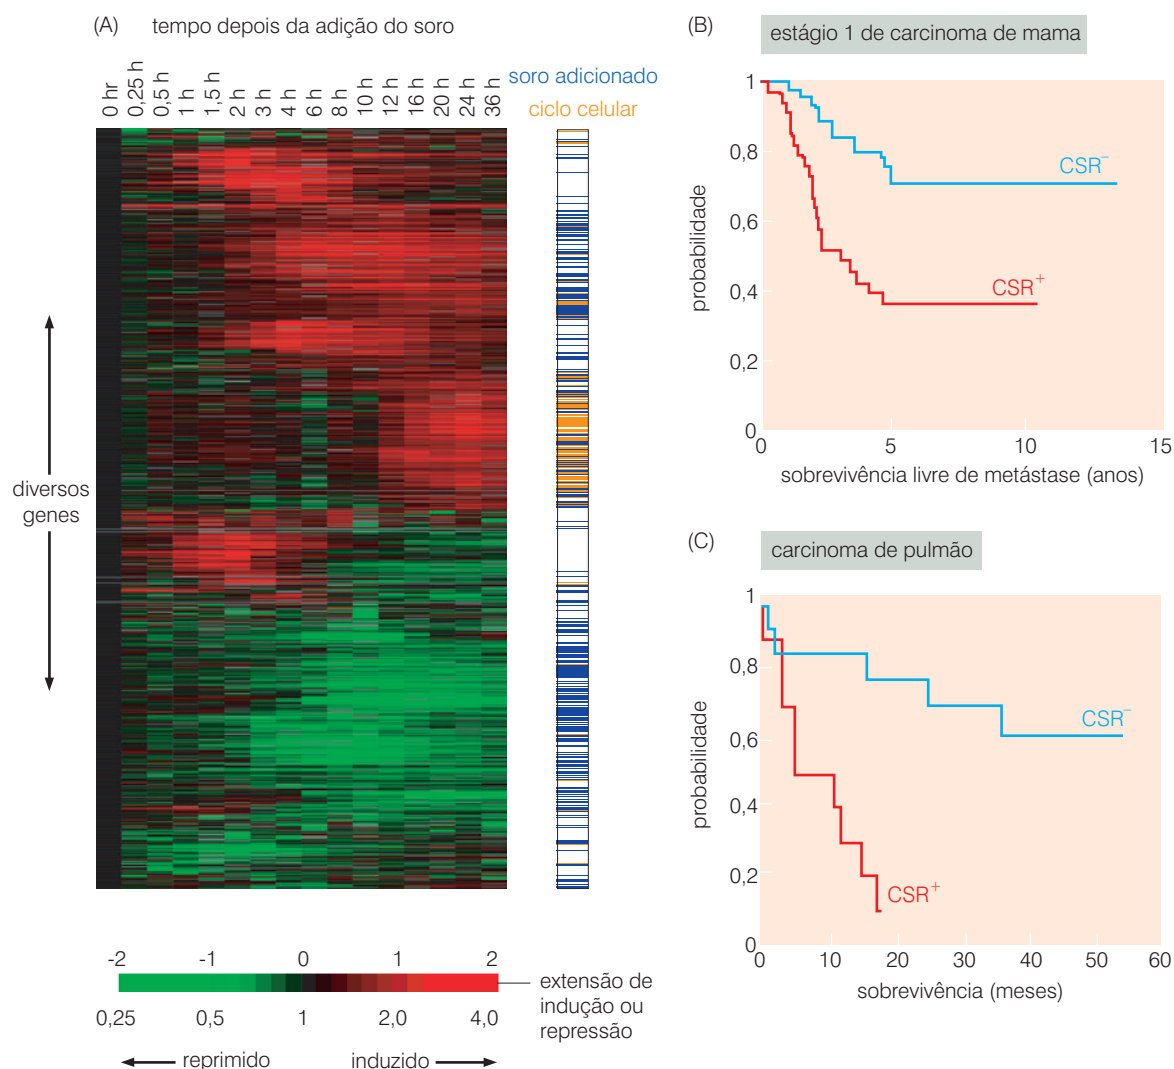 (A) tempo depois da adição do soro
0 hr
0,25 h
0,5 h
1 h
1,5 h
2 h
3 h
4 h
6 h
8 h
10 h
12 h
16 h
20 h
24 h
36 h
soro adicionado
ciclo celular
diversos
genes
-2 -1 0 1 2
0,25 0,5 1 2,0 4,0
extensão de
indução ou
repressão
reprimido induzido
(B) estágio 1 de carcinoma de mama
1
0,8
0,6
0,4
0,2
0
probabilidade
CSR⁻
CSR⁺
0 5 10 15
sobrevivência livre de metástase (anos)
(C) carcinoma de pulmão
1
0,8
0,6
0,4
0,2
0
probabilidade
CSR⁻
CSR⁺
0 10 20 30 40 50 60
sobrevivência (meses)